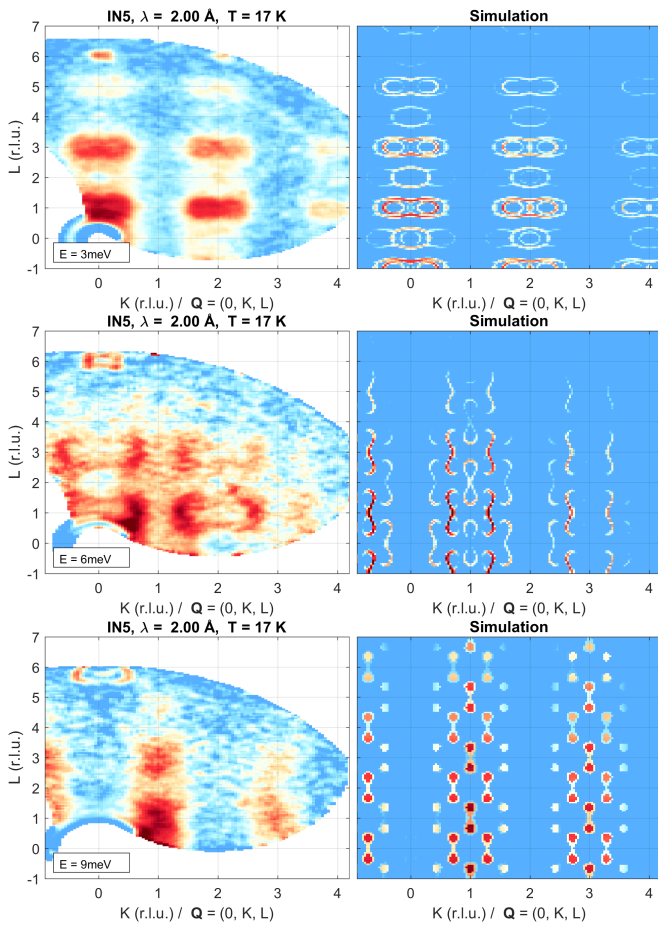 IN5, λ = 2.00 Å, T = 17 K
Simulation
L (r.l.u.)
7
6
5
4
3
2
1
0
-1
E = 3meV
0 1 2 3 4
0 1 2 3 4
K (r.l.u.) / Q = (0, K, L)
K (r.l.u.) / Q = (0, K, L)
IN5, λ = 2.00 Å, T = 17 K
Simulation
L (r.l.u.)
7
6
5
4
3
2
1
0
-1
E = 6meV
0 1 2 3 4
0 1 2 3 4
K (r.l.u.) / Q = (0, K, L)
K (r.l.u.) / Q = (0, K, L)
IN5, λ = 2.00 Å, T = 17 K
Simulation
L (r.l.u.)
7
6
5
4
3
2
1
0
-1
E = 9meV
0 1 2 3 4
0 1 2 3 4
K (r.l.u.) / Q = (0, K, L)
K (r.l.u.) / Q = (0, K, L)